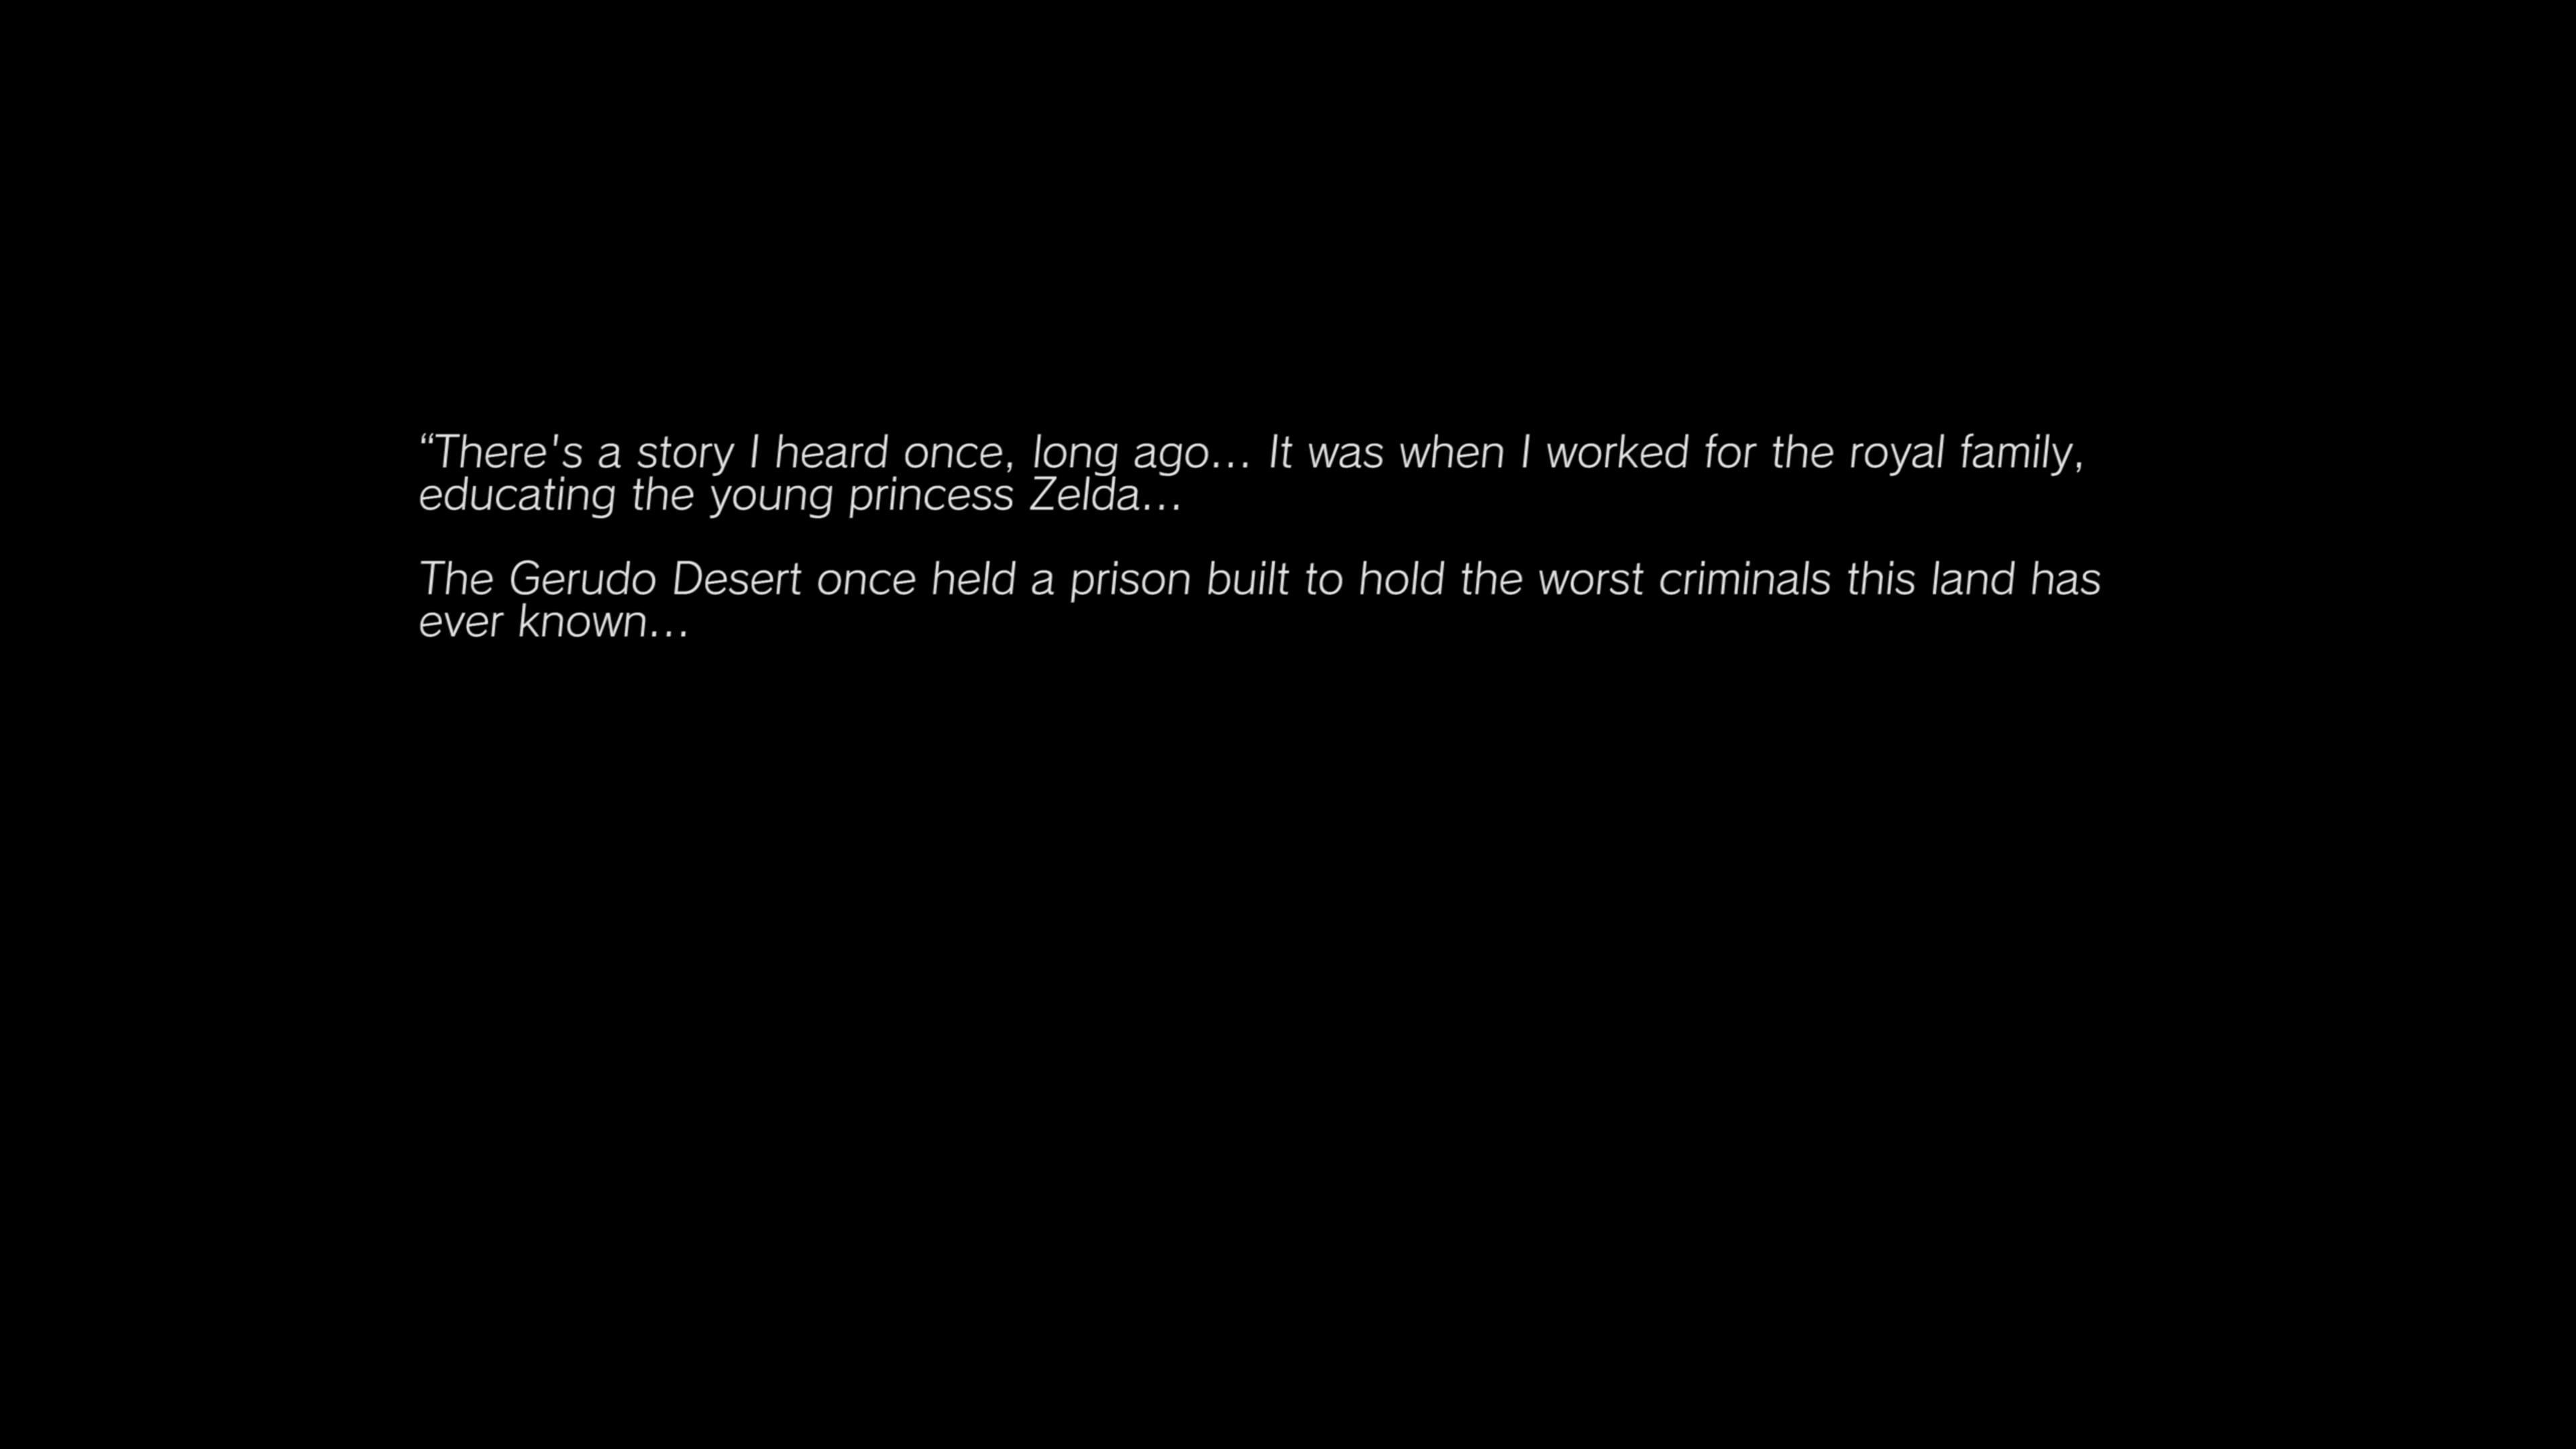 “There's a story I heard once, long ago... It was when I worked for the royal family,
educating the young princess Zelda...
The Gerudo Desert once held a prison built to hold the worst criminals this land has
ever known...